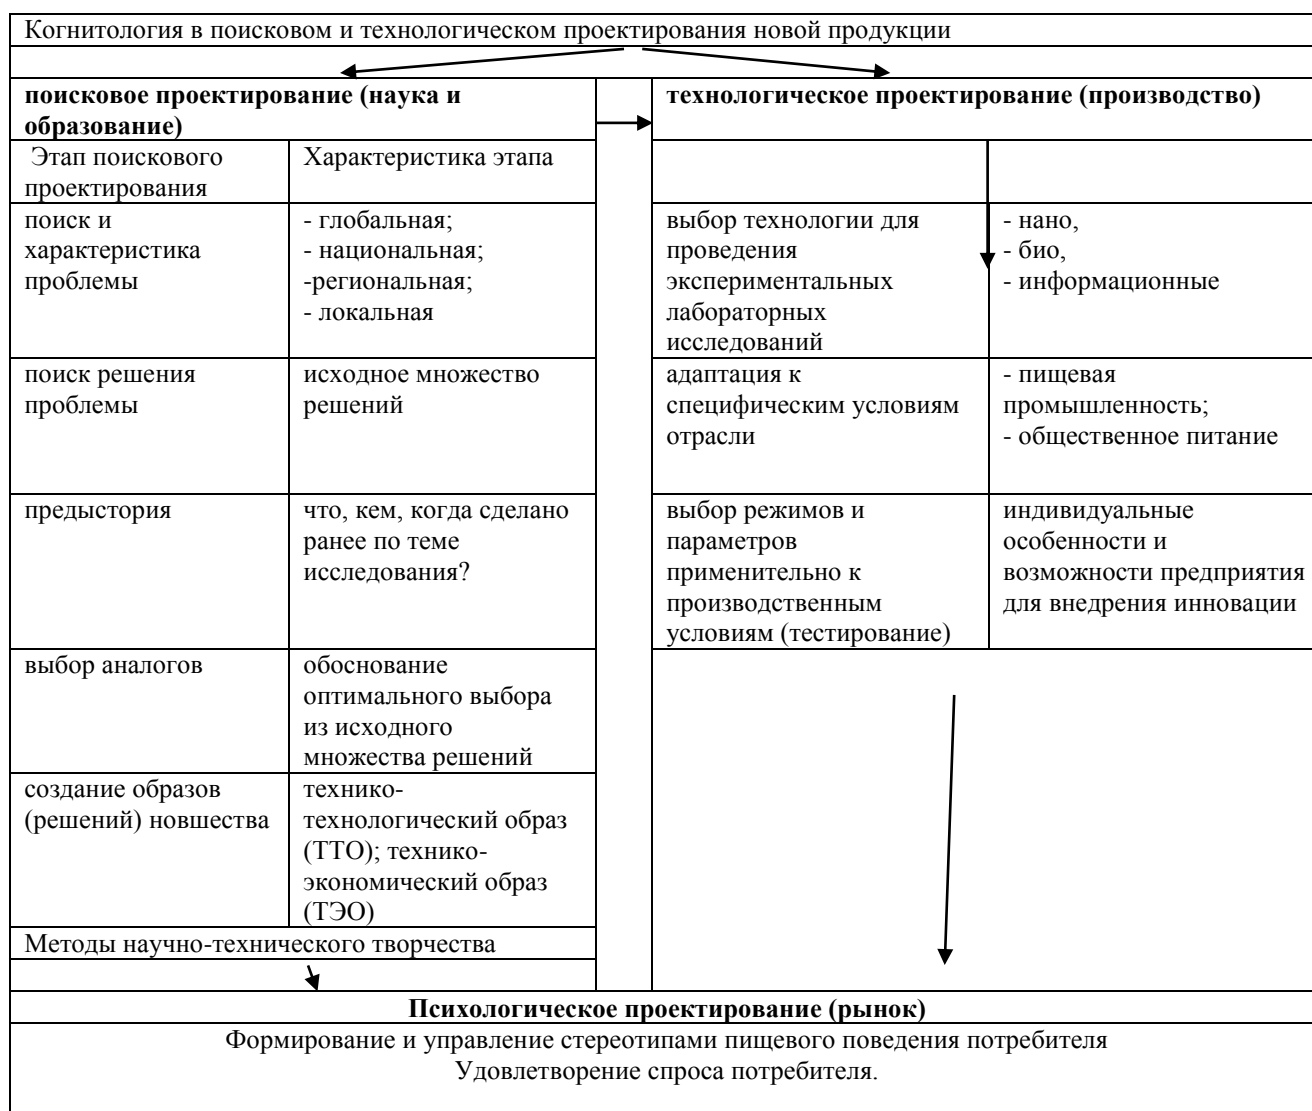 Когнитология в поисковом и технологическом проектирования новой продукции
поисковое проектирование (наука и
образование)
технологическое проектирование (производство)
Этап поискового
проектирования
Характеристика этапа
поиск и
характеристика
проблемы
- глобальная;
- национальная;
-региональная;
- локальная
выбор технологии для
проведения
экспериментальных
лабораторных
исследований
- нано,
- био,
- информационные
поиск решения
проблемы
исходное множество
решений
адаптация к
специфическим условиям
отрасли
- пищевая
промышленность;
- общественное питание
предыстория
что, кем, когда сделано
ранее по теме
исследования?
выбор режимов и
параметров
применительно к
производственным
условиям (тестирование)
индивидуальные
особенности и
возможности предприятия
для внедрения инновации
выбор аналогов
обоснование
оптимального выбора
из исходного
множества решений
создание образов
(решений) новшества
технико-
технологический образ
(ТТО); технико-
экономический образ
(ТЭО)
Методы научно-технического творчества
Психологическое проектирование (рынок)
Формирование и управление стереотипами пищевого поведения потребителя
Удовлетворение спроса потребителя.